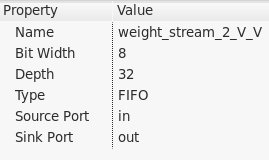 Property Value
Name weight_stream_2_V_V
Bit Width 8
Depth 32
Type FIFO
Source Port in
Sink Port out